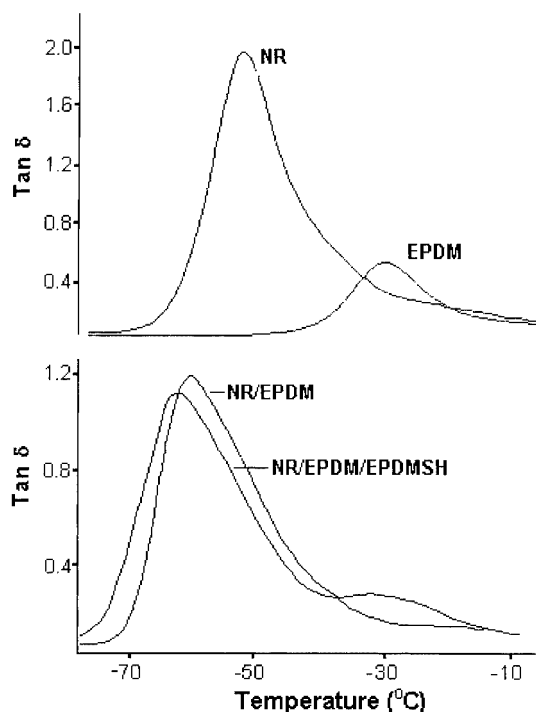 2.0
NR
1.6
Tan δ
1.2
0.8
EPDM
0.4
1.2
NR/EPDM
Tan δ
0.8
NR/EPDM/EPDMSH
0.4
-70 -50 -30 -10
Temperature (⁰C)